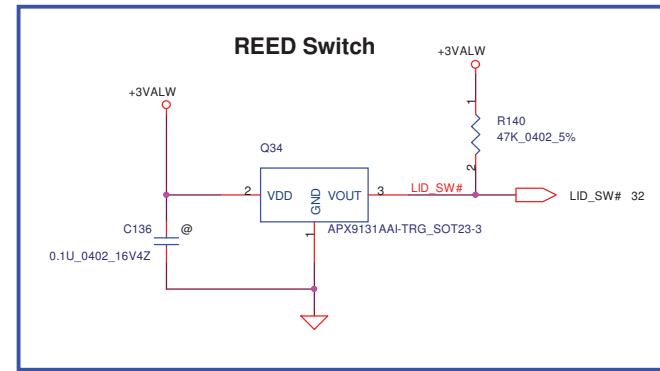 REED Switch
+3VALW
+3VALW
1
R140
47K_0402_5%
2
Q34
2 VDD GND VOUT 3 LID_SW# LID_SW# 32
1
APX9131AAI-TRG_SOT23-3
C136 @
0.1U_0402_16V4Z